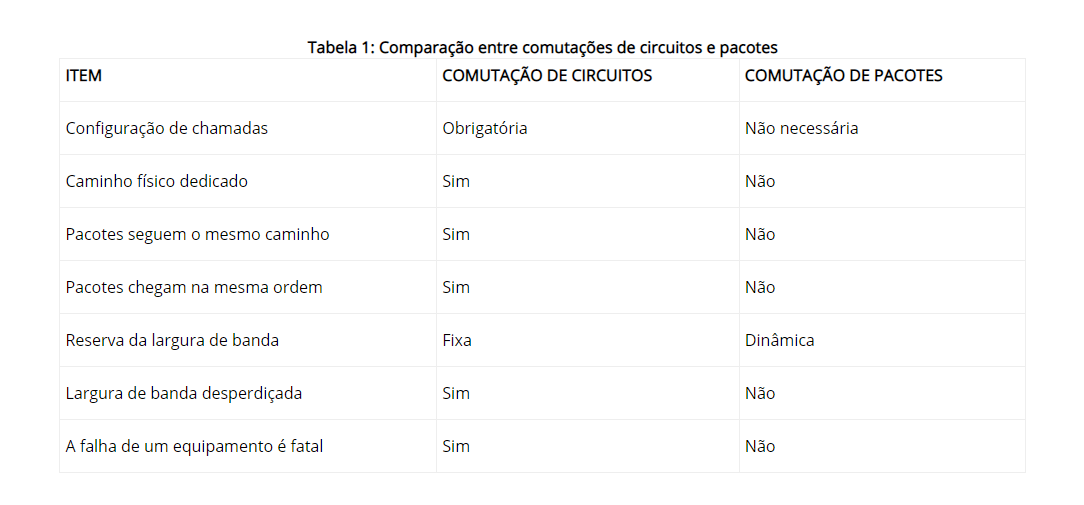 Tabela 1: Comparação entre comutações de circuitos e pacotes
ITEM COMUTAÇÃO DE CIRCUITOS COMUTAÇÃO DE PACOTES
Configuração de chamadas Obrigatória Não necessária
Caminho físico dedicado Sim Não
Pacotes seguem o mesmo caminho Sim Não
Pacotes chegam na mesma ordem Sim Não
Reserva da largura de banda Fixa Dinâmica
Largura de banda desperdiçada Sim Não
A falha de um equipamento é fatal Sim Não